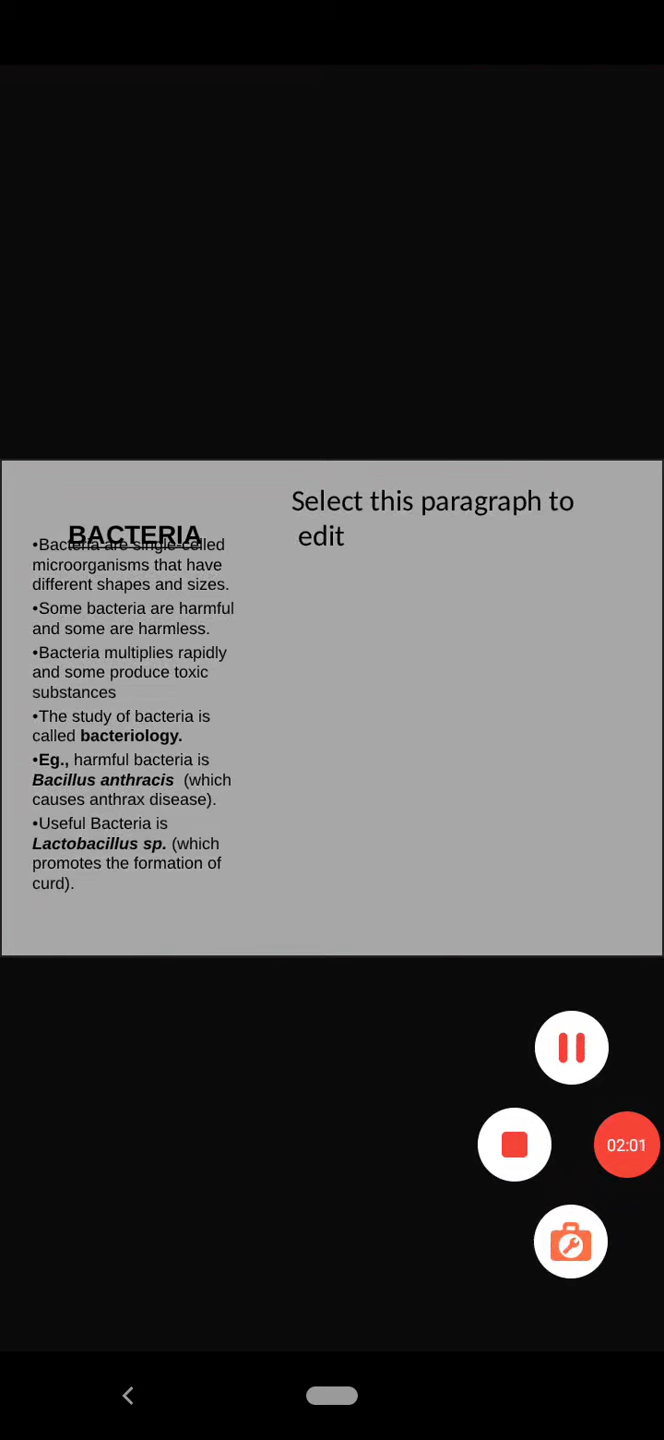 BACTERIA
•Bacteria are single-celled
microorganisms that have
different shapes and sizes.
•Some bacteria are harmful
and some are harmless.
•Bacteria multiplies rapidly
and some produce toxic
substances
•The study of bacteria is
called bacteriology.
•Eg., harmful bacteria is
Bacillus anthracis (which
causes anthrax disease).
•Useful Bacteria is
Lactobacillus sp. (which
promotes the formation of
curd).
Select this paragraph to
edit
02:01